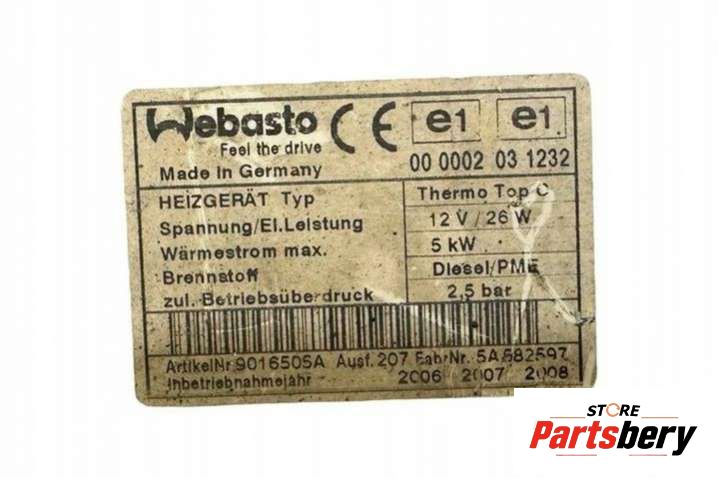 Webasto
Feel the drive
Made In Germany
CE e1 e1
00 0002 03 1232
HEIZGERÄT Typ Thermo Top C
Spannung/El.Leistung 12 V / 26 W
Wärmestrom max. 5 kW
Brennstoff Diesel/PME
zul. Betriebsüberdruck 2,5 bar
ArtikelNr.9016505A Ausf.207 Fabr.Nr. 5A582597
Inbetriebnahmejahr 2006 2007 2008
STORE
Partsbery